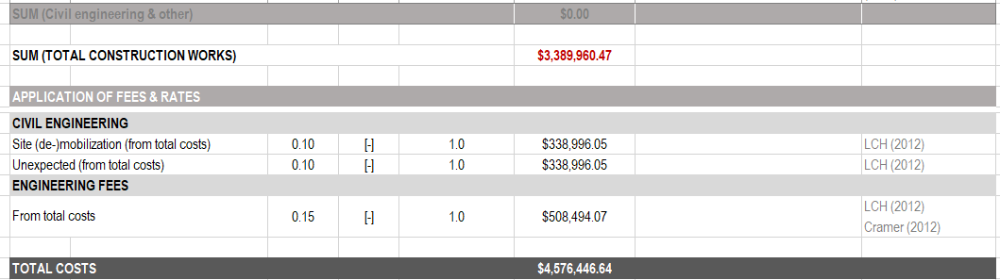 SUM (Civil engineering & other) $0.00
SUM (TOTAL CONSTRUCTION WORKS) $3,389,960.47
APPLICATION OF FEES & RATES
CIVIL ENGINEERING
Site (de-)mobilization (from total costs) 0.10 [-] 1.0 $338,996.05 LCH (2012)
Unexpected (from total costs) 0.10 [-] 1.0 $338,996.05 LCH (2012)
ENGINEERING FEES
From total costs 0.15 [-] 1.0 $508,494.07 LCH (2012)
Cramer (2012)
TOTAL COSTS $4,576,446.64